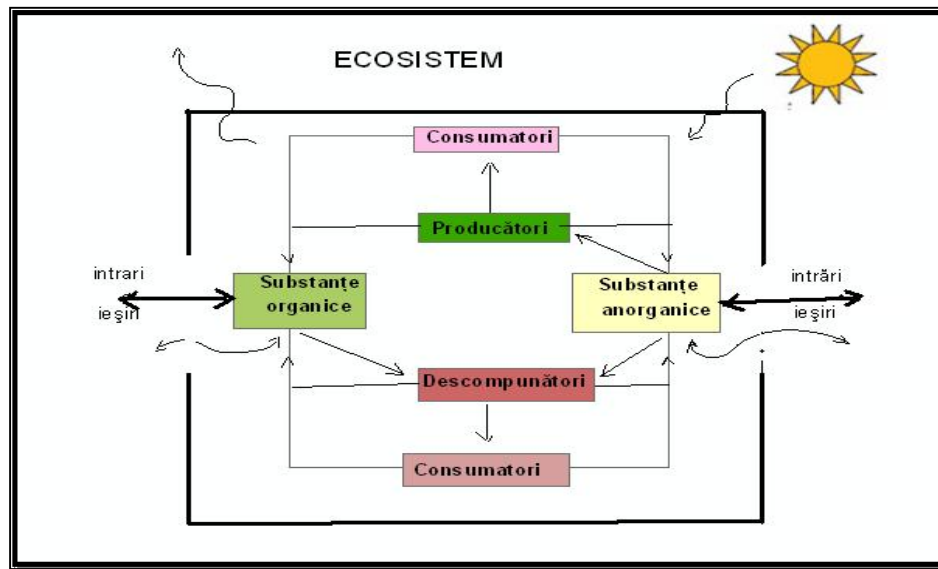 ECOSISTEM
Consumatori
Producători
intrari
ieşiri
Substanțe
organice
Substanțe
anorganice
intrări
ieşiri
Descompunători
Consumatori